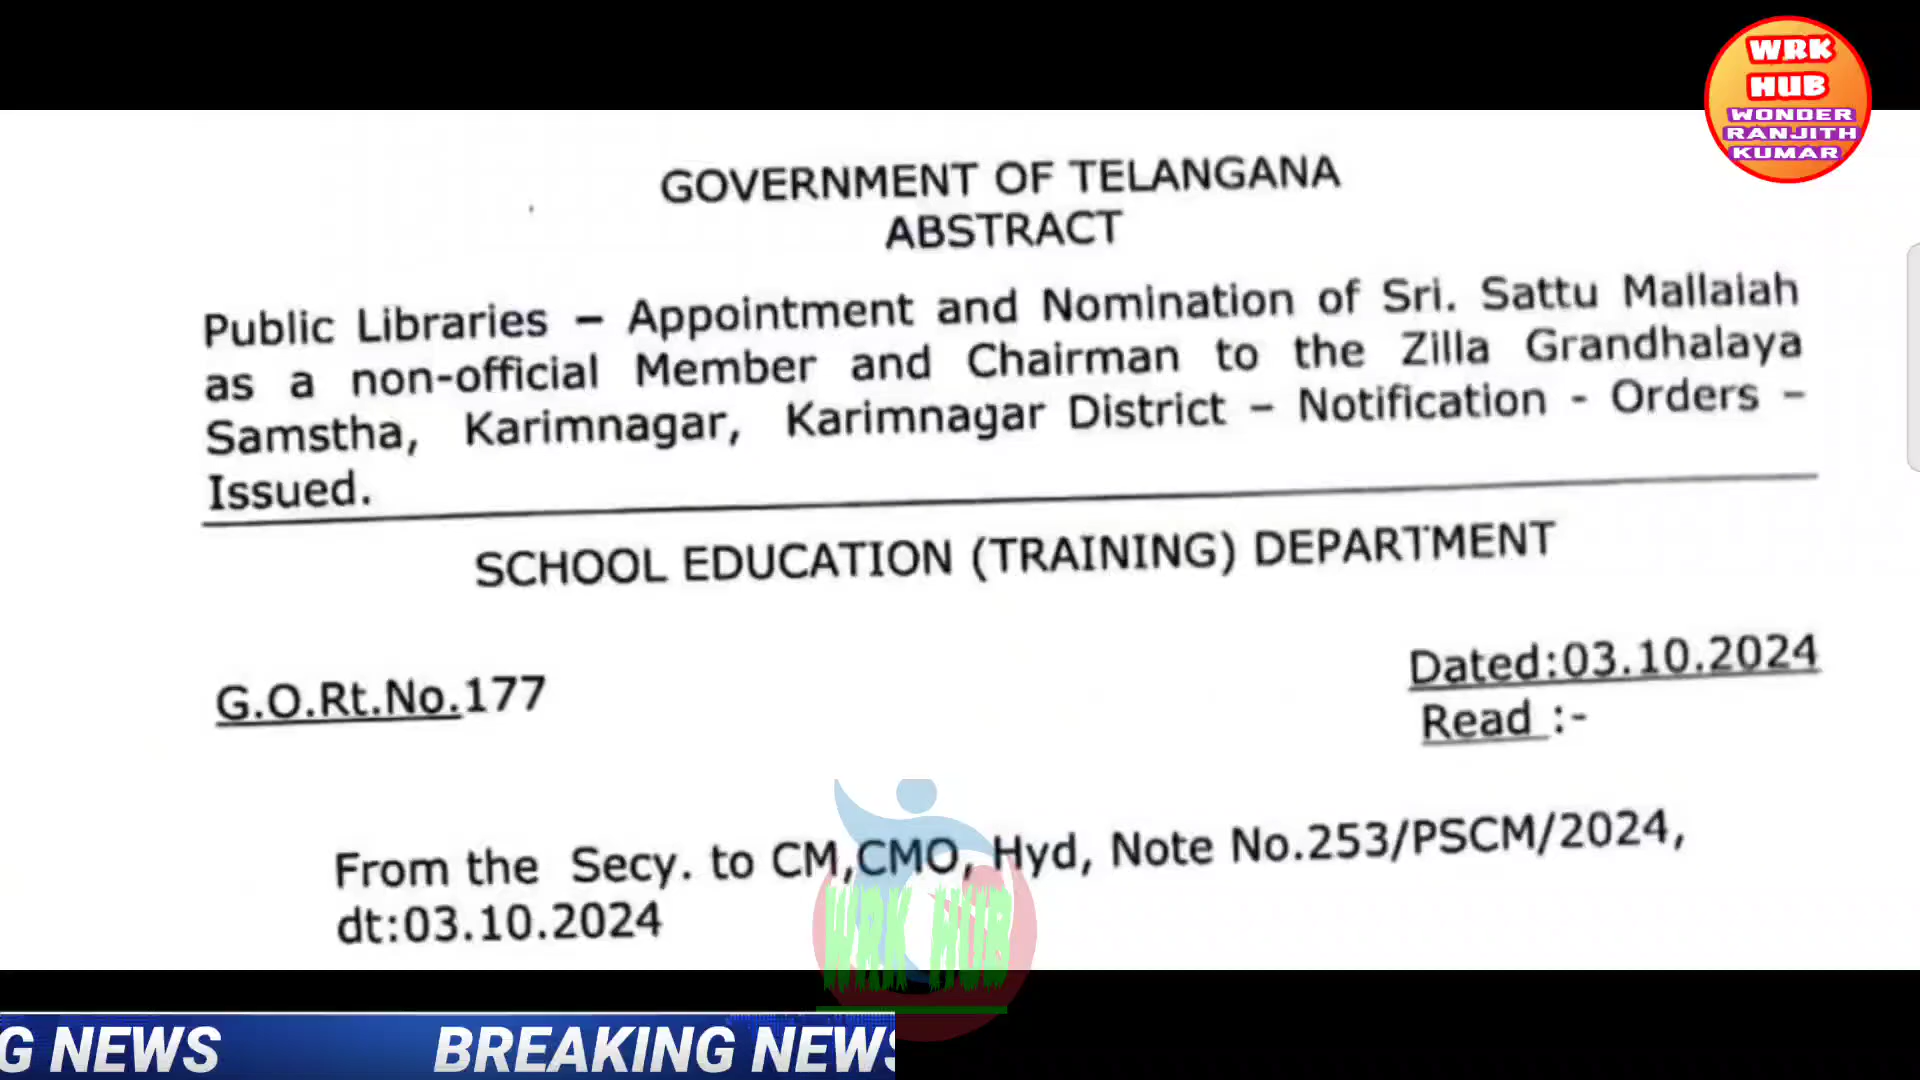 WRK
HUB
WONDER
RANJITH
KUMAR
GOVERNMENT OF TELANGANA
ABSTRACT
Public Libraries – Appointment and Nomination of Sri. Sattu Mallaiah
as a non-official Member and Chairman to the Zilla Grandhalaya
Samstha, Karimnagar, Karimnagar District – Notification - Orders –
Issued.
SCHOOL EDUCATION (TRAINING) DEPARTMENT
G.O.Rt.No.177
Dated:03.10.2024
Read :-
From the Secy. to CM,CMO, Hyd, Note No.253/PSCM/2024,
dt:03.10.2024
WRK HUB
G NEWS BREAKING NEWS